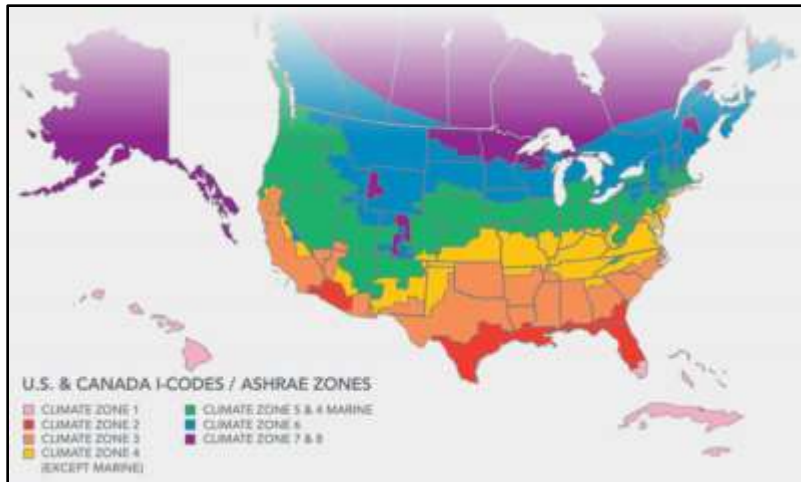 U.S. & CANADA I-CODES / ASHRAE ZONES
CLIMATE ZONE 1
CLIMATE ZONE 2
CLIMATE ZONE 3
CLIMATE ZONE 4
(EXCEPT MARINE)
CLIMATE ZONE 5 & 4 MARINE
CLIMATE ZONE 6
CLIMATE ZONE 7 & 8